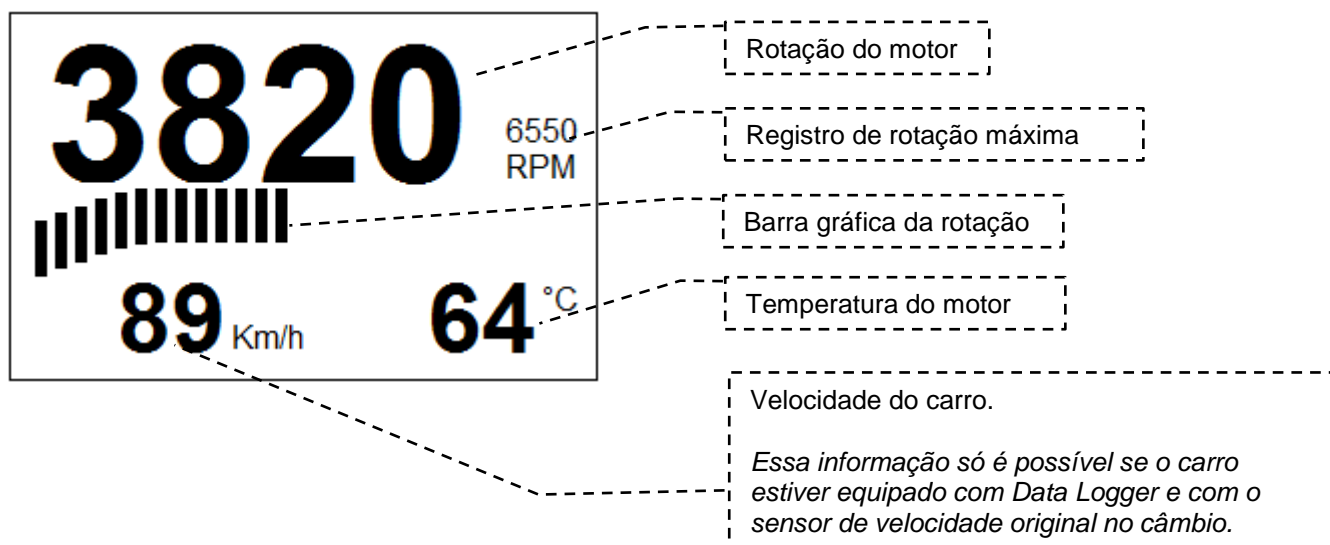 3820
6550
RPM
89 Km/h
64 °C
Rotação do motor
Registro de rotação máxima
Barra gráfica da rotação
Temperatura do motor
Velocidade do carro.
Essa informação só é possível se o carro
estiver equipado com Data Logger e com o
sensor de velocidade original no câmbio.